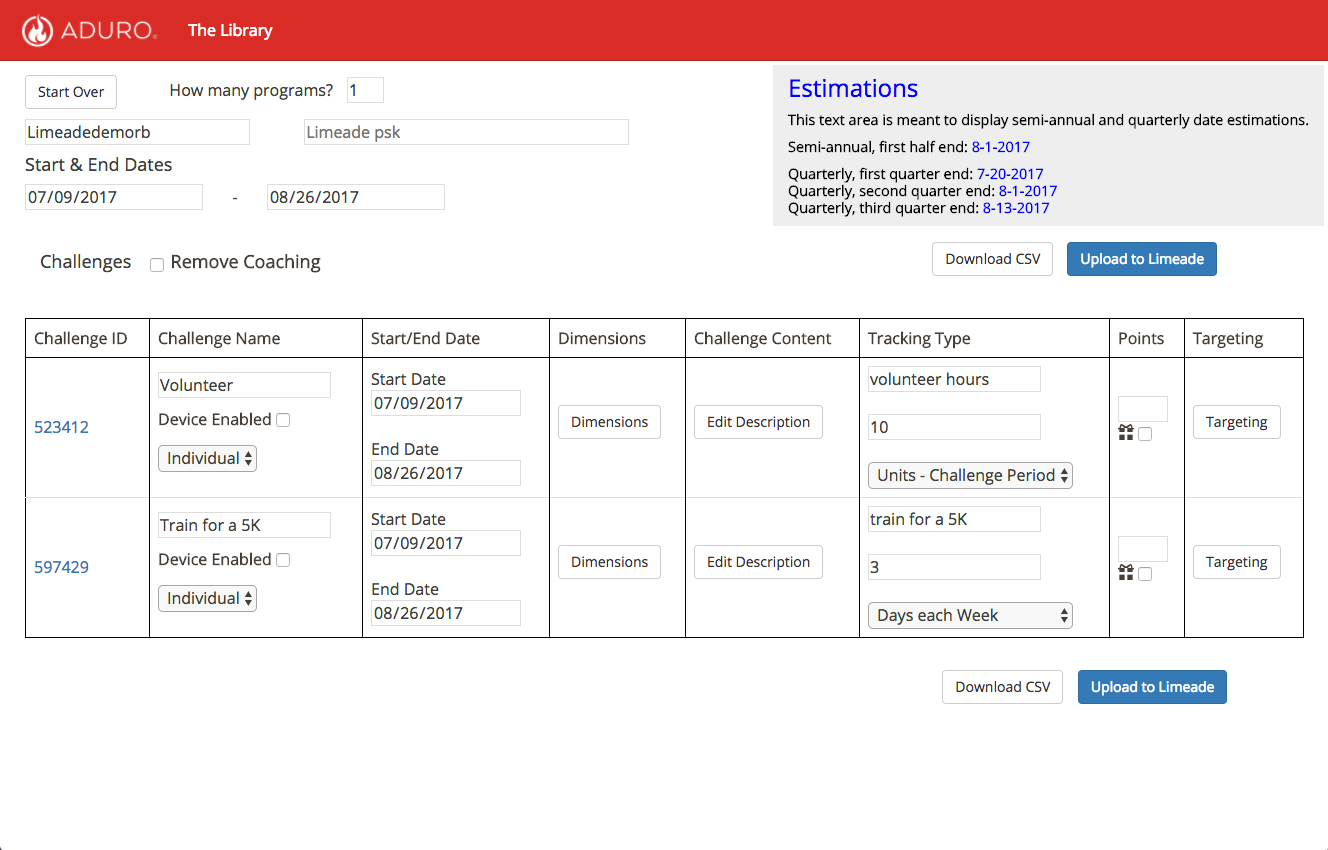 ADURO. The Library
Start Over How many programs? 1
Limeadedemorb Limeade psk
Start & End Dates
07/09/2017 - 08/26/2017
Estimations
This text area is meant to display semi-annual and quarterly date estimations.
Semi-annual, first half end: 8-1-2017
Quarterly, first quarter end: 7-20-2017
Quarterly, second quarter end: 8-1-2017
Quarterly, third quarter end: 8-13-2017
Challenges Remove Coaching Download CSV Upload to Limeade
Challenge ID Challenge Name Start/End Date Dimensions Challenge Content Tracking Type Points Targeting
523412
Volunteer
Device Enabled
Individual
Start Date
07/09/2017
End Date
08/26/2017
Dimensions
Edit Description
volunteer hours
10
Units - Challenge Period
Targeting
597429
Train for a 5K
Device Enabled
Individual
Start Date
07/09/2017
End Date
08/26/2017
Dimensions
Edit Description
train for a 5K
3
Days each Week
Targeting
Download CSV Upload to Limeade